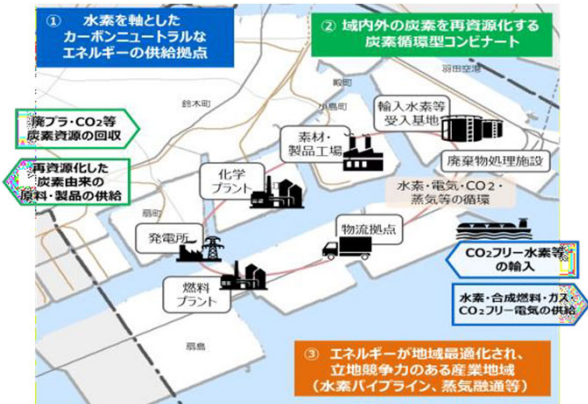 ① 水素を軸とした
カーボンニュートラルな
エネルギーの供給拠点
② 域内外の炭素を再資源化する
炭素循環型コンビナート
羽田空港
殿町
鈴木町
小島町
輸入水素等
受入基地
廃プラ・CO2等
炭素資源の回収
素材・
製品工場
廃棄物処理施設
再資源化した
炭素由来の
原料・製品の供給
化学
プラント
水素・電気・CO2・
蒸気等の循環
扇町
発電所
物流拠点
CO2フリー水素等
の輸入
燃料
プラント
水素・合成燃料・ガス・
CO2フリー電気の供給
扇島
③ エネルギーが地域最適化され、
立地競争力のある産業地域
（水素パイプライン、蒸気融通等）